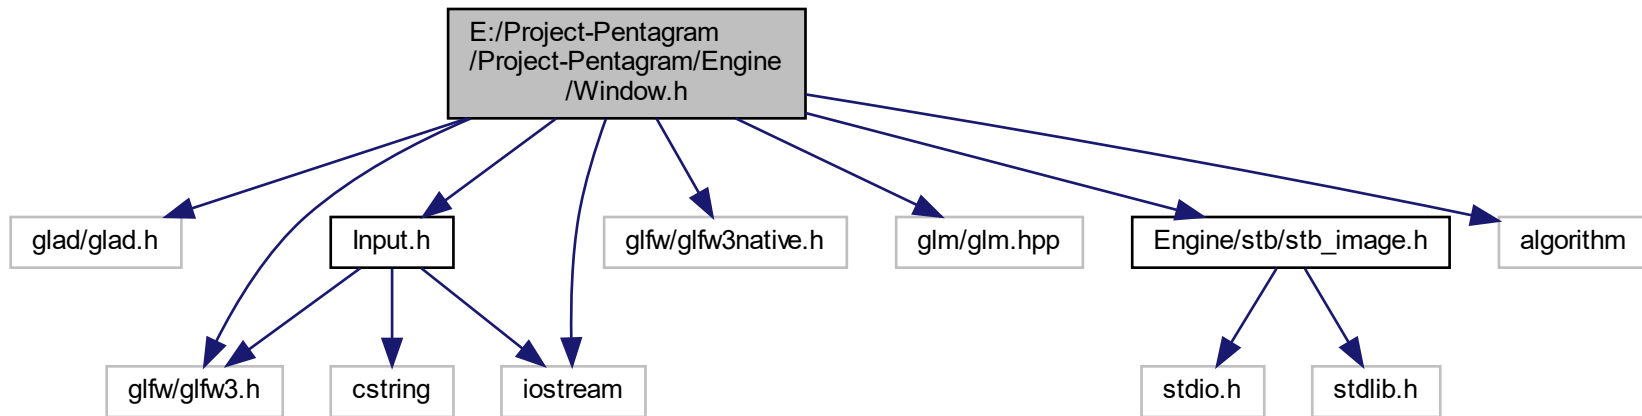 E:/Project-Pentagram
/Project-Pentagram/Engine
/Window.h
glad/glad.h
Input.h
glfw/glfw3native.h
glm/glm.hpp
Engine/stb/stb_image.h
algorithm
glfw/glfw3.h
cstring
iostream
stdio.h
stdlib.h